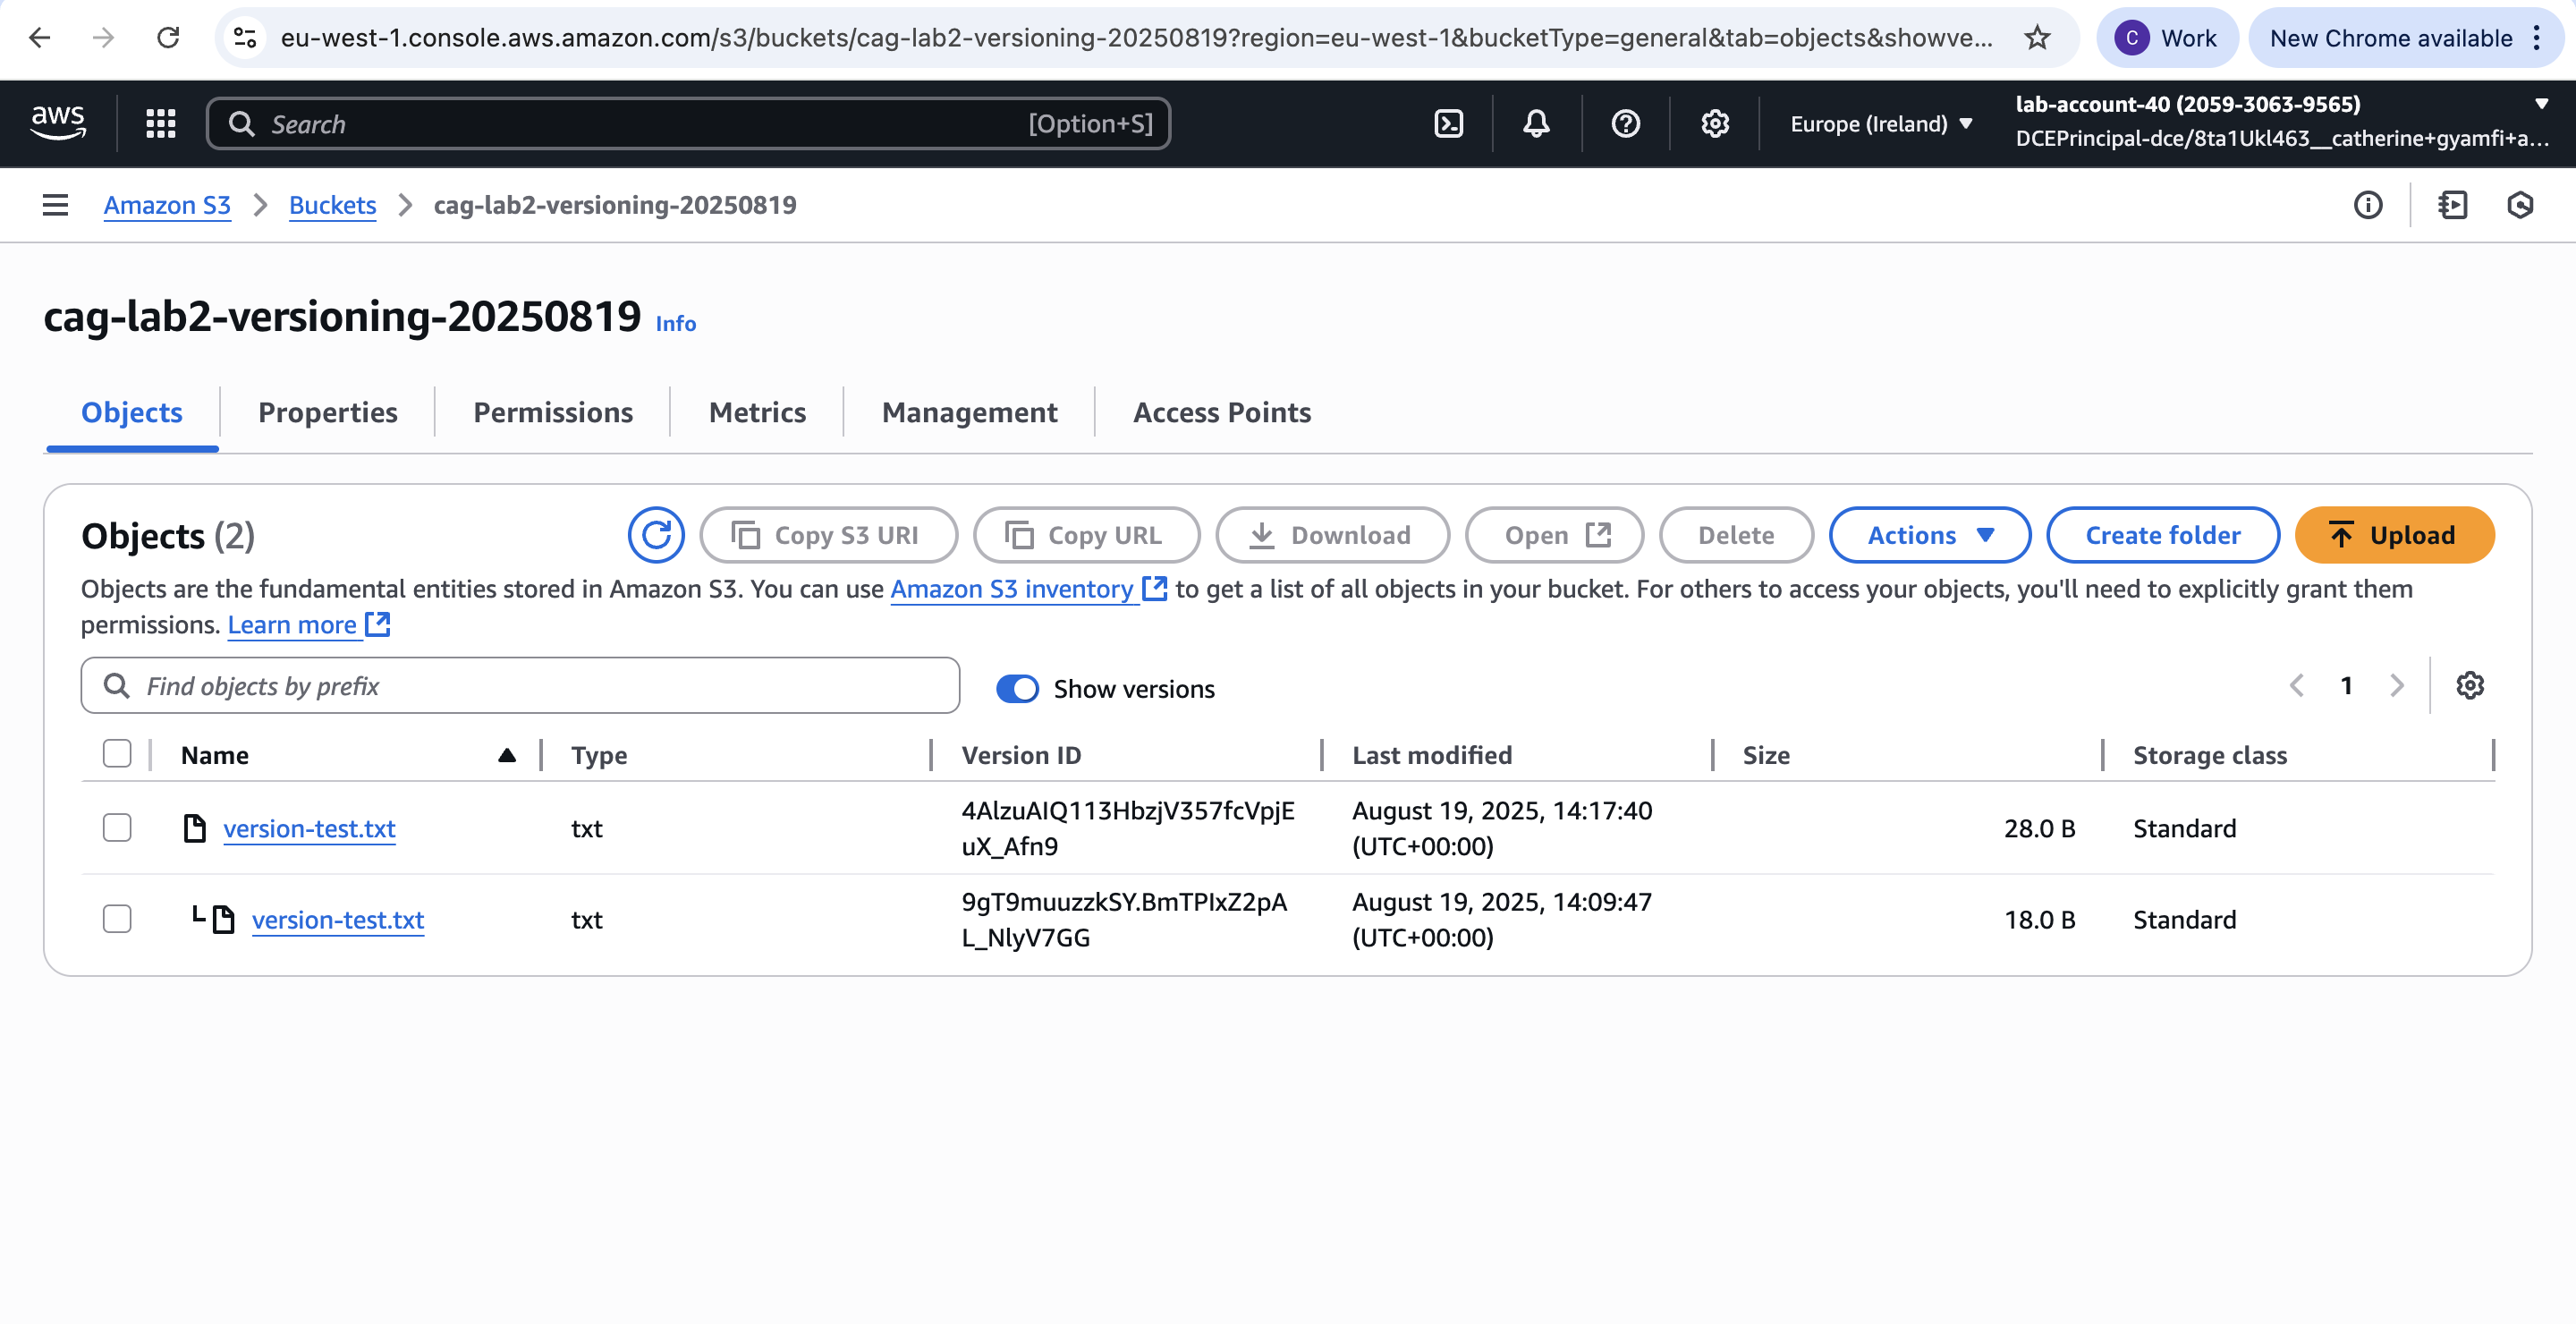 eu-west-1.console.aws.amazon.com/s3/buckets/cag-lab2-versioning-20250819?region=eu-west-1&bucketType=general&tab=objects&showve...
C Work
New Chrome available
aws
Search [Option+S]
Europe (Ireland)
lab-account-40 (2059-3063-9565)
DCEPrincipal-dce/8ta1Ukl463__catherine+gyamfi+a...
Amazon S3 > Buckets > cag-lab2-versioning-20250819
cag-lab2-versioning-20250819 Info
Objects Properties Permissions Metrics Management Access Points
Objects (2) Copy S3 URI Copy URL Download Open Delete Actions Create folder Upload
Objects are the fundamental entities stored in Amazon S3. You can use Amazon S3 inventory to get a list of all objects in your bucket. For others to access your objects, you'll need to explicitly grant them
permissions. Learn more
Find objects by prefix Show versions 1
Name Type Version ID Last modified Size Storage class
version-test.txt txt 4AlzuAIQ113HbzjV357fcVpjE August 19, 2025, 14:17:40 28.0 B Standard
uX_Afn9 (UTC+00:00)
version-test.txt txt 9gT9muuzzkSY.BmTPIxZ2pA August 19, 2025, 14:09:47 18.0 B Standard
L_NlyV7GG (UTC+00:00)